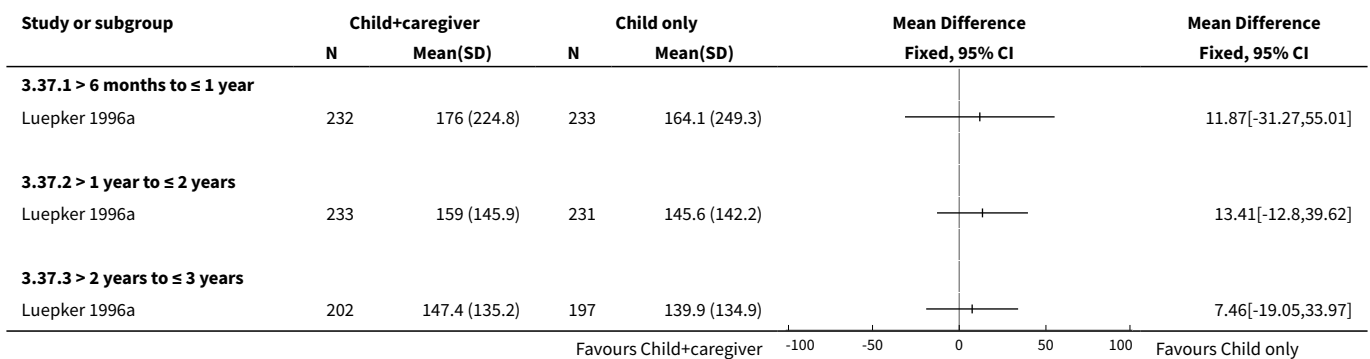 Study or subgroup Child+caregiver Child only Mean Difference Mean Difference
N Mean(SD) N Mean(SD) Fixed, 95% CI Fixed, 95% CI
3.37.1 > 6 months to ≤ 1 year
Luepker 1996a 232 176 (224.8) 233 164.1 (249.3) 11.87[-31.27,55.01]
3.37.2 > 1 year to ≤ 2 years
Luepker 1996a 233 159 (145.9) 231 145.6 (142.2) 13.41[-12.8,39.62]
3.37.3 > 2 years to ≤ 3 years
Luepker 1996a 202 147.4 (135.2) 197 139.9 (134.9) 7.46[-19.05,33.97]
Favours Child+caregiver -100 -50 0 50 100 Favours Child only